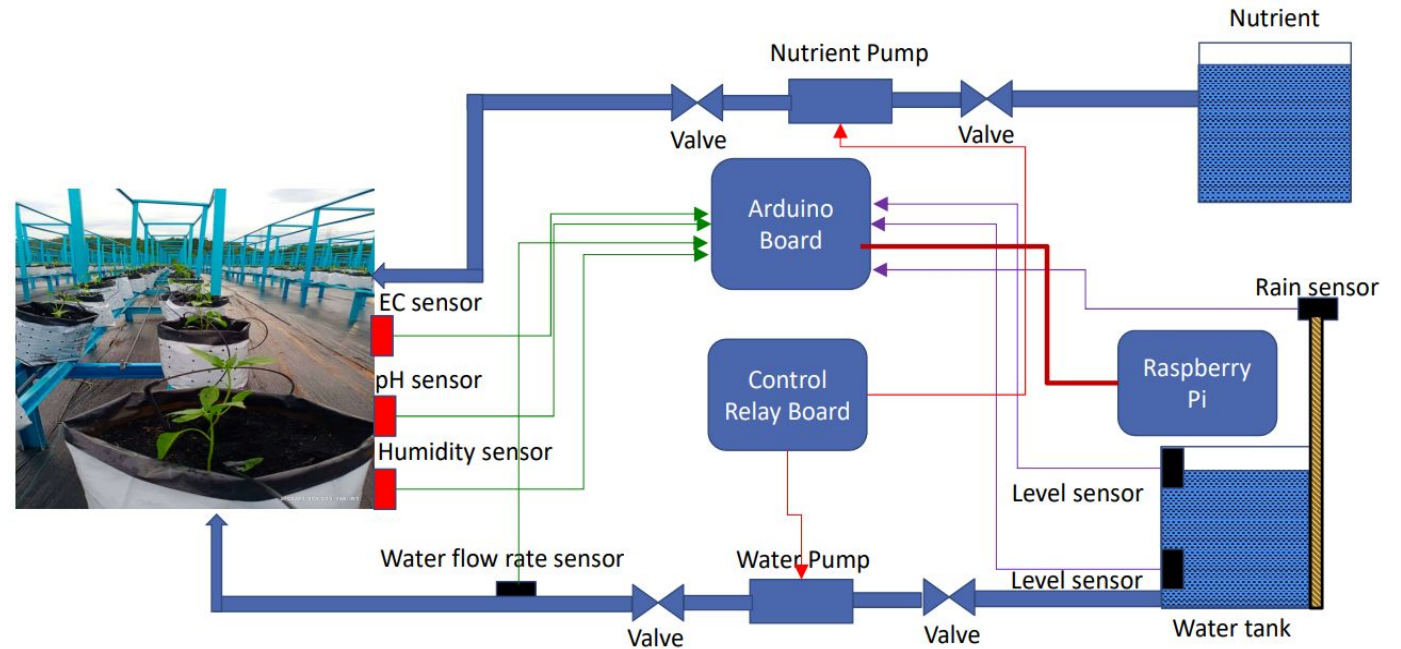 Nutrient
Nutrient Pump
Valve
Valve
Arduino
Board
EC sensor
Rain sensor
pH sensor
Control
Relay Board
Raspberry
Pi
Humidity sensor
Level sensor
Water flow rate sensor
Water Pump
Level sensor
Valve
Valve
Water tank